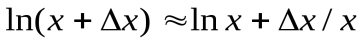 ln(x + Δx) ≈ ln x + Δx / x